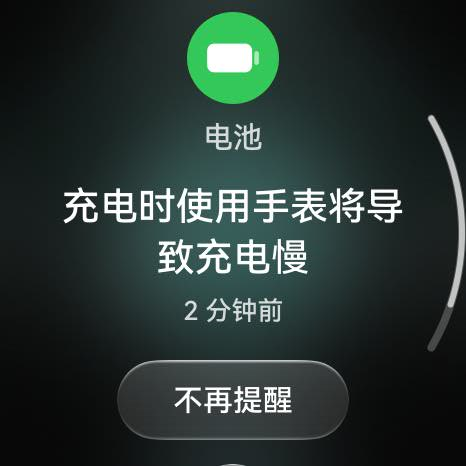 电池
充电时使用手表将导
致充电慢
2 分钟前
不再提醒